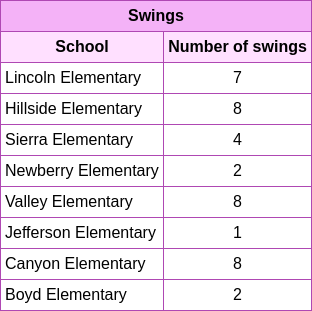 Swings
School Number of swings
Lincoln Elementary 7
Hillside Elementary 8
Sierra Elementary 4
Newberry Elementary 2
Valley Elementary 8
Jefferson Elementary 1
Canyon Elementary 8
Boyd Elementary 2